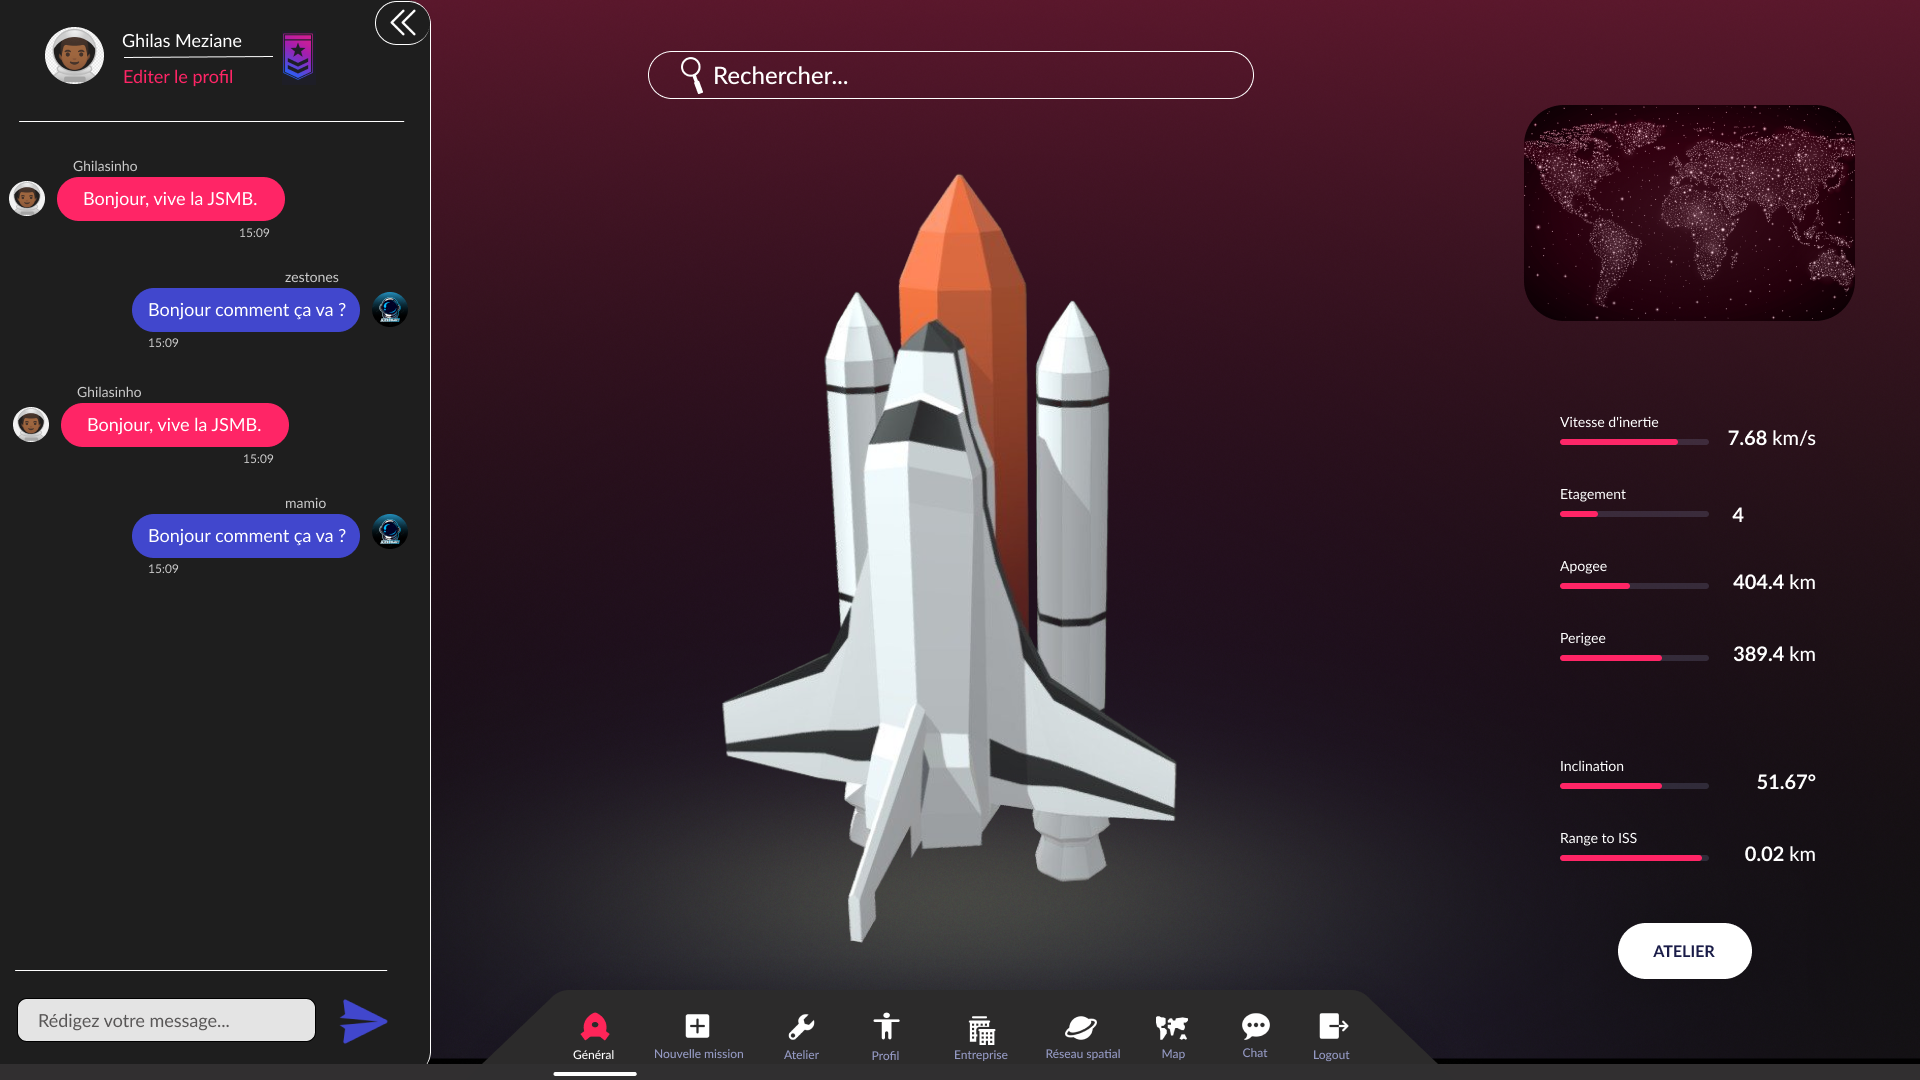 Ghilas Meziane
Editer le profil
Ghilasinho
Bonjour, vive la JSMB.
15:09
zestones
Bonjour comment ça va ?
15:09
Ghilasinho
Bonjour, vive la JSMB.
15:09
mamio
Bonjour comment ça va ?
15:09
Rédigez votre message...
Rechercher...
Vitesse d'inertie
7.68 km/s
Etagement
4
Apogee
404.4 km
Perigee
389.4 km
Inclination
51.67°
Range to ISS
0.02 km
ATELIER
Général
Nouvelle mission
Atelier
Profil
Entreprise
Réseau spatial
Map
Chat
Logout